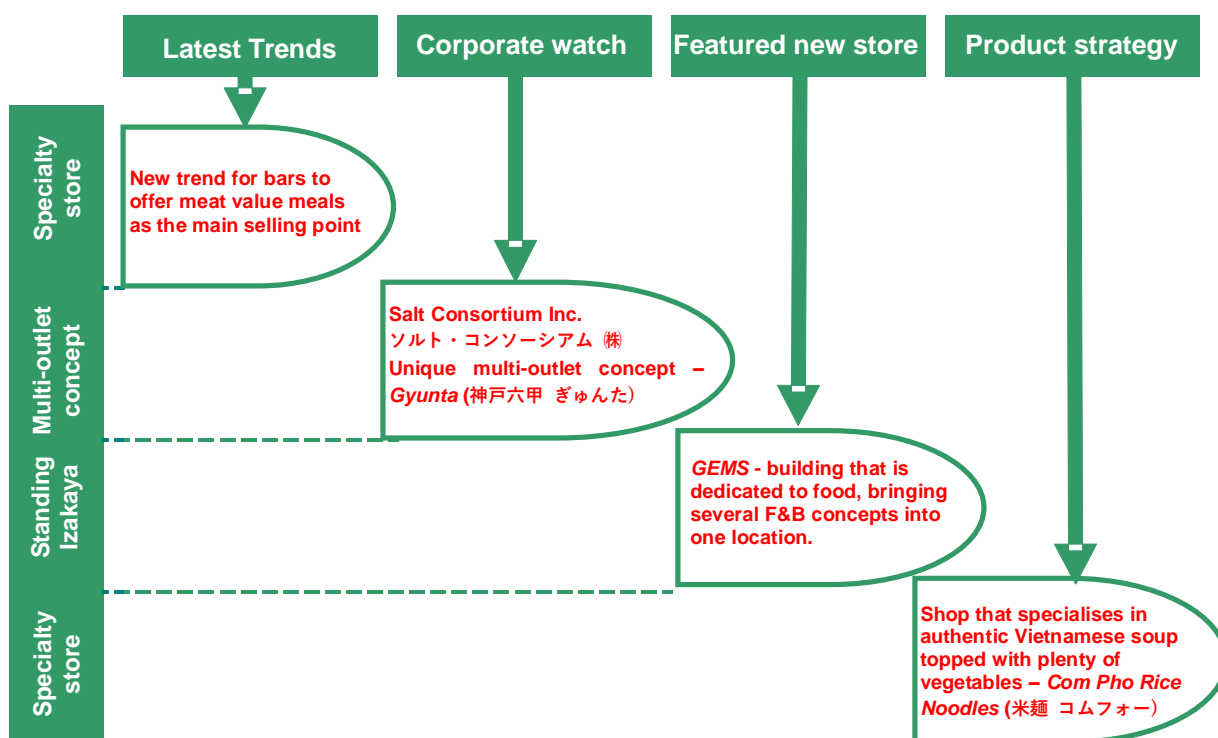 Latest Trends
Corporate watch
Featured new store
Product strategy
Specialty
store
New trend for bars to
offer meat value meals
as the main selling point
Multi-outlet
concept
Salt Consortium Inc.
ソルト・コンソーシアム ㈱
Unique multi-outlet concept –
Gyunta (神戸六甲 ぎゅんた）
Standing
Izakaya
GEMS - building that is
dedicated to food, bringing
several F&B concepts into
one location.
Specialty
store
Shop that specialises in
authentic Vietnamese soup
topped with plenty of
vegetables – Com Pho Rice
Noodles (米麺 コムフォー）